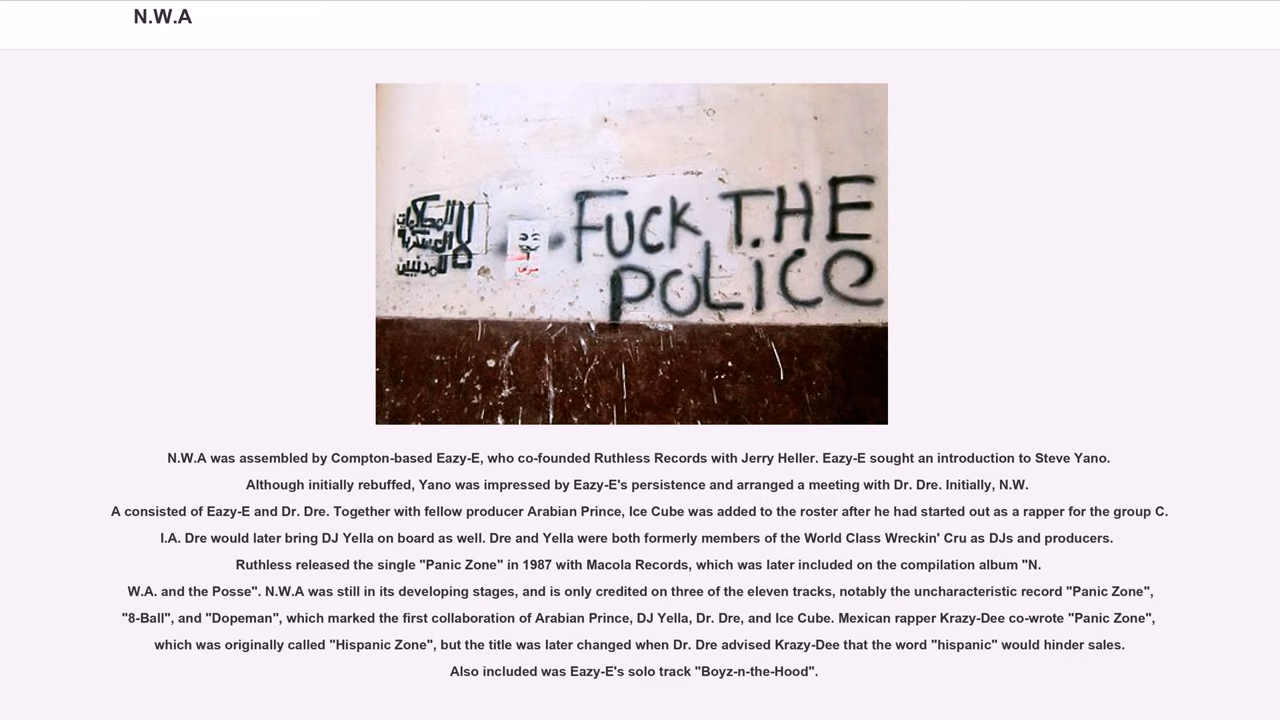 N.W.A
لا
للمحاكمات
العسكرية
للمدنيين
FUCK THE
POLICE
N.W.A was assembled by Compton-based Eazy-E, who co-founded Ruthless Records with Jerry Heller. Eazy-E sought an introduction to Steve Yano.
Although initially rebuffed, Yano was impressed by Eazy-E's persistence and arranged a meeting with Dr. Dre. Initially, N.W.
A consisted of Eazy-E and Dr. Dre. Together with fellow producer Arabian Prince, Ice Cube was added to the roster after he had started out as a rapper for the group C.
I.A. Dre would later bring DJ Yella on board as well. Dre and Yella were both formerly members of the World Class Wreckin' Cru as DJs and producers.
Ruthless released the single "Panic Zone" in 1987 with Macola Records, which was later included on the compilation album "N.
W.A. and the Posse". N.W.A was still in its developing stages, and is only credited on three of the eleven tracks, notably the uncharacteristic record "Panic Zone",
"8-Ball", and "Dopeman", which marked the first collaboration of Arabian Prince, DJ Yella, Dr. Dre, and Ice Cube. Mexican rapper Krazy-Dee co-wrote "Panic Zone",
which was originally called "Hispanic Zone", but the title was later changed when Dr. Dre advised Krazy-Dee that the word "hispanic" would hinder sales.
Also included was Eazy-E's solo track "Boyz-n-the-Hood".